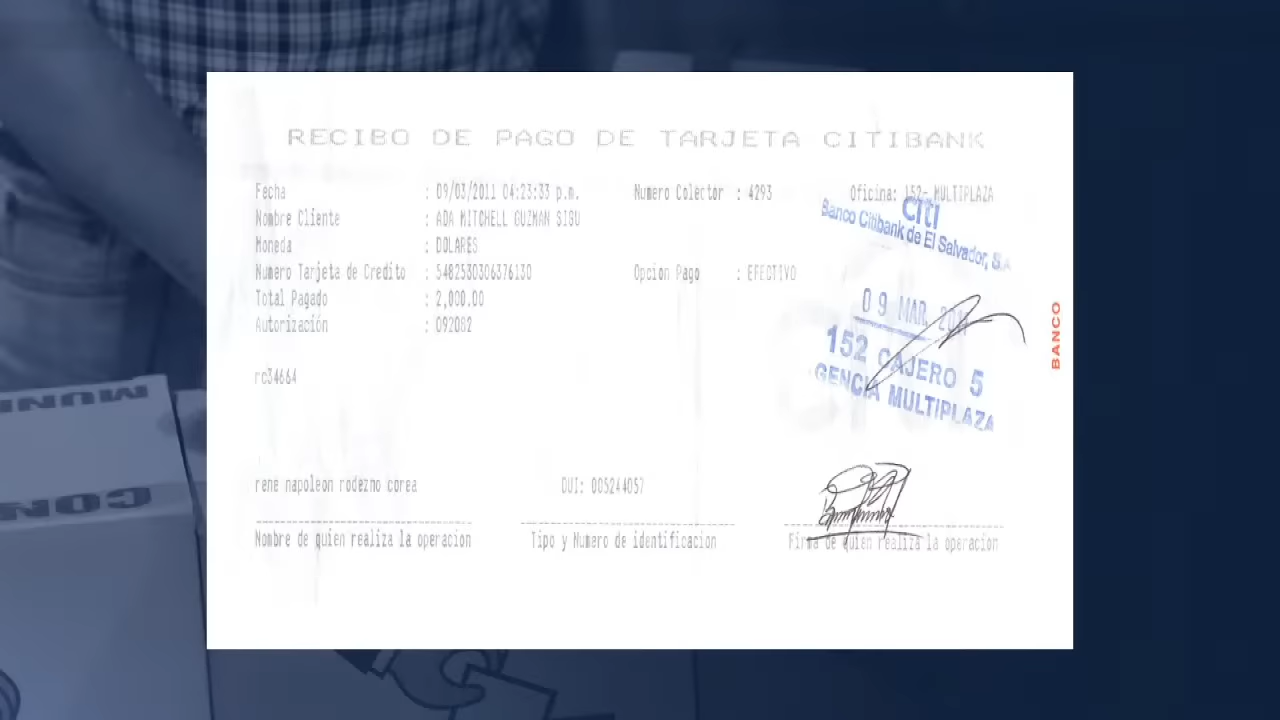 RECIBO DE PAGO DE TARJETA CITIBANK
Fecha : 09/03/2011 04:23:33 p.m. Numero Colector : 4293 Oficina: 152- MULTIPLAZA
Nombre Cliente : ADA MITCHELL GUZMAN SIGU
Moneda : DOLARES
Numero Tarjeta de Credito : 5482530306376130 Opcion Pago : EFECTIVO
Total Pagado : 2,000.00
Autorización : 092082
rc34664
citi
Banco Citibank de El Salvador, S.A
09 MAR. 2011
152 CAJERO 5
GENCIA MULTIPLAZA
BANCO
rene napoleon rodezno corea DUI: 005244057
Nombre de quien realiza la operacion Tipo y Numero de identificacion Firma de quien realiza la operacion
MUNI
CON